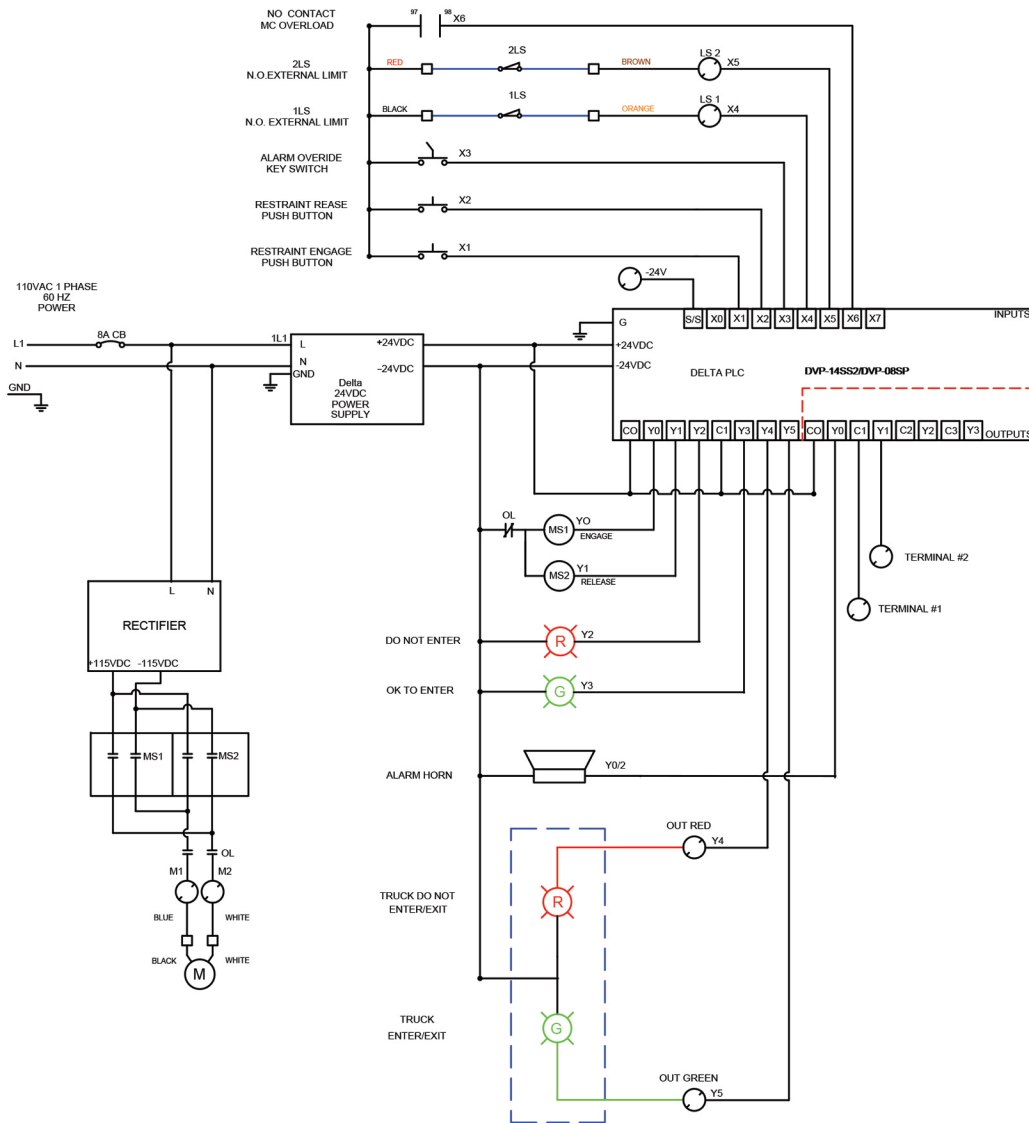 NO CONTACT
MC OVERLOAD
97
98
X6
2LS
N.O.EXTERNAL LIMIT
RED
2LS
BROWN
LS 2
X5
1LS
N.O. EXTERNAL LIMIT
BLACK
1LS
ORANGE
LS 1
X4
ALARM OVERIDE
KEY SWITCH
X3
RESTRAINT REASE
PUSH BUTTON
X2
RESTRAINT ENGAGE
PUSH BUTTON
X1
-24V
110VAC 1 PHASE
60 HZ
POWER
L1
8A CB
1L1
N
GND
L
N
GND
+24VDC
-24VDC
Delta
24VDC
POWER
SUPPLY
S/S
X0
X1
X2
X3
X4
X5
X6
X7
INPUTS
G
+24VDC
-24VDC
DELTA PLC
DVP-14SS2/DVP-08SP
CO
Y0
Y1
Y2
C1
Y3
Y4
Y5
CO
Y0
C1
Y1
C2
Y2
C3
Y3
OUTPUTS
OL
MS1
YO
ENGAGE
MS2
Y1
RELEASE
TERMINAL #2
TERMINAL #1
L
N
RECTIFIER
+115VDC
-115VDC
MS1
MS2
OL
M1
M2
BLUE
WHITE
BLACK
WHITE
M
DO NOT ENTER
R
Y2
OK TO ENTER
G
Y3
ALARM HORN
Y0/2
OUT RED
Y4
TRUCK DO NOT
ENTER/EXIT
R
TRUCK
ENTER/EXIT
G
OUT GREEN
Y5